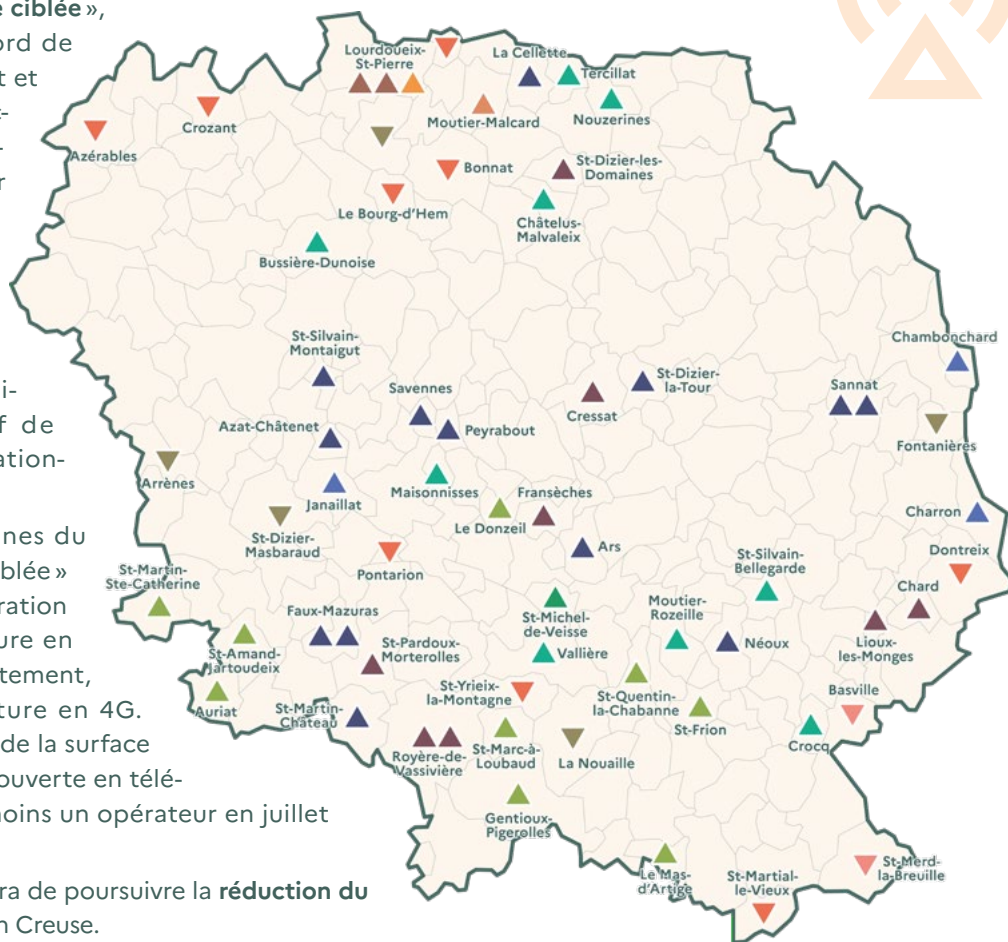 e ciblée »,
ord de
t et
t-
-
r
i-
f de
ation-
nes du
blée »
ration
ure en
tement,
ture en 4G.
de la surface
ouverte en télé-
moins un opérateur en juillet
ra de poursuivre la réduction du
n Creuse.
Lourdoueix-
St-Pierre
La Cellette
Tercillat
Nouzerines
Moutier-Malcard
Crozant
Azérables
Bonnat
St-Dizier-les-
Domaines
Le Bourg-d'Hem
Châtelus-
Malvaleix
Bussière-Dunoise
St-Silvain-
Montaigut
Chambonchard
Savennes
St-Dizier-
la-Tour
Sannat
Cressat
Azat-Châtenet
Peyrabout
Fontanières
Arrènes
Janaillat
Maisonnisses
Fransèches
Le Donzeil
Charron
St-Dizier-
Masbaraud
Ars
Dontreix
Pontarion
St-Silvain-
Bellegarde
St-Martin-
Ste-Catherine
Chard
Faux-Mazuras
St-Michel-
de-Veisse
Moutier-
Rozeille
Néoux
Lioux-
les-Monges
St-Amand-
Jartoudeix
St-Pardoux-
Morterolles
Vallière
St-Yrieix-
la-Montagne
St-Quentin-
la-Chabanne
Basville
Auriat
St-Martin-
Château
St-Frion
Crocq
Royère-de-
Vassivière
St-Marc-à-
Loubaud
La Nouaille
Gentioux-
Pigerolles
Le Mas-
d'Artige
St-Martial-
le-Vieux
St-Merd-
la-Breuille